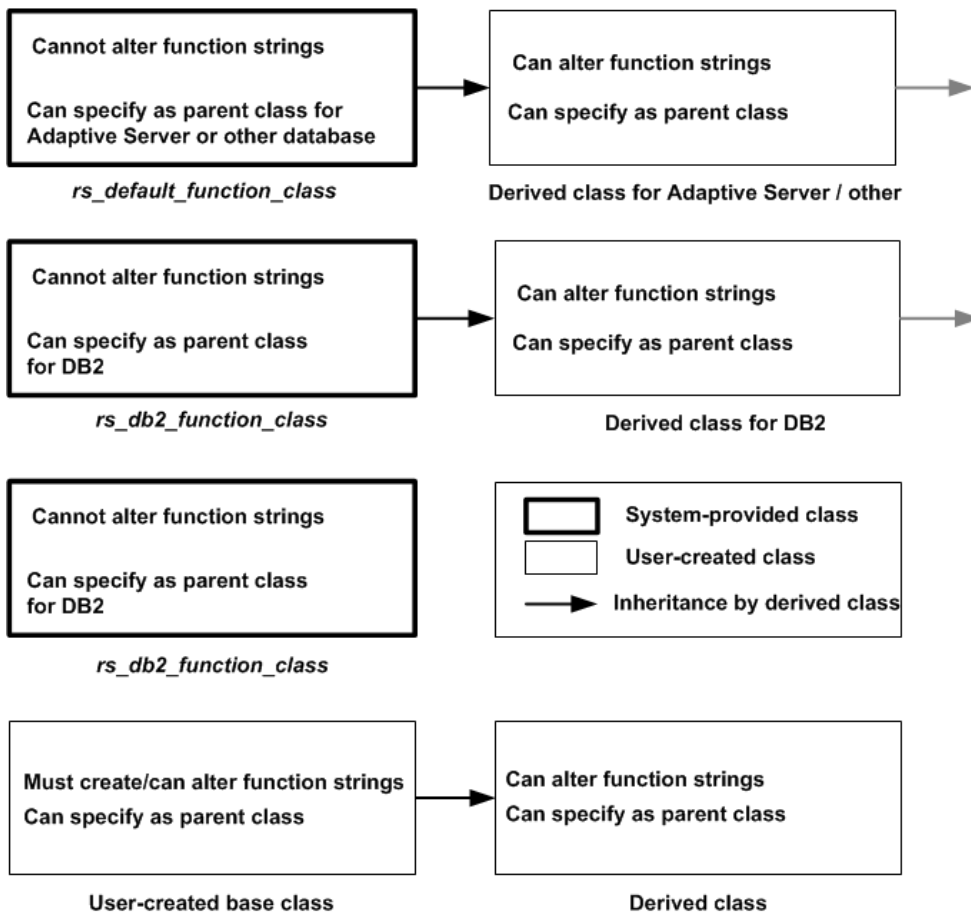 Cannot alter function strings
Can specify as parent class for
Adaptive Server or other database
rs_default_function_class
Can alter function strings
Can specify as parent class
Derived class for Adaptive Server / other
Cannot alter function strings
Can specify as parent class
for DB2
rs_db2_function_class
Can alter function strings
Can specify as parent class
Derived class for DB2
Cannot alter function strings
Can specify as parent class
for DB2
rs_db2_function_class
System-provided class
User-created class
Inheritance by derived class
Must create/can alter function strings
Can specify as parent class
User-created base class
Can alter function strings
Can specify as parent class
Derived class